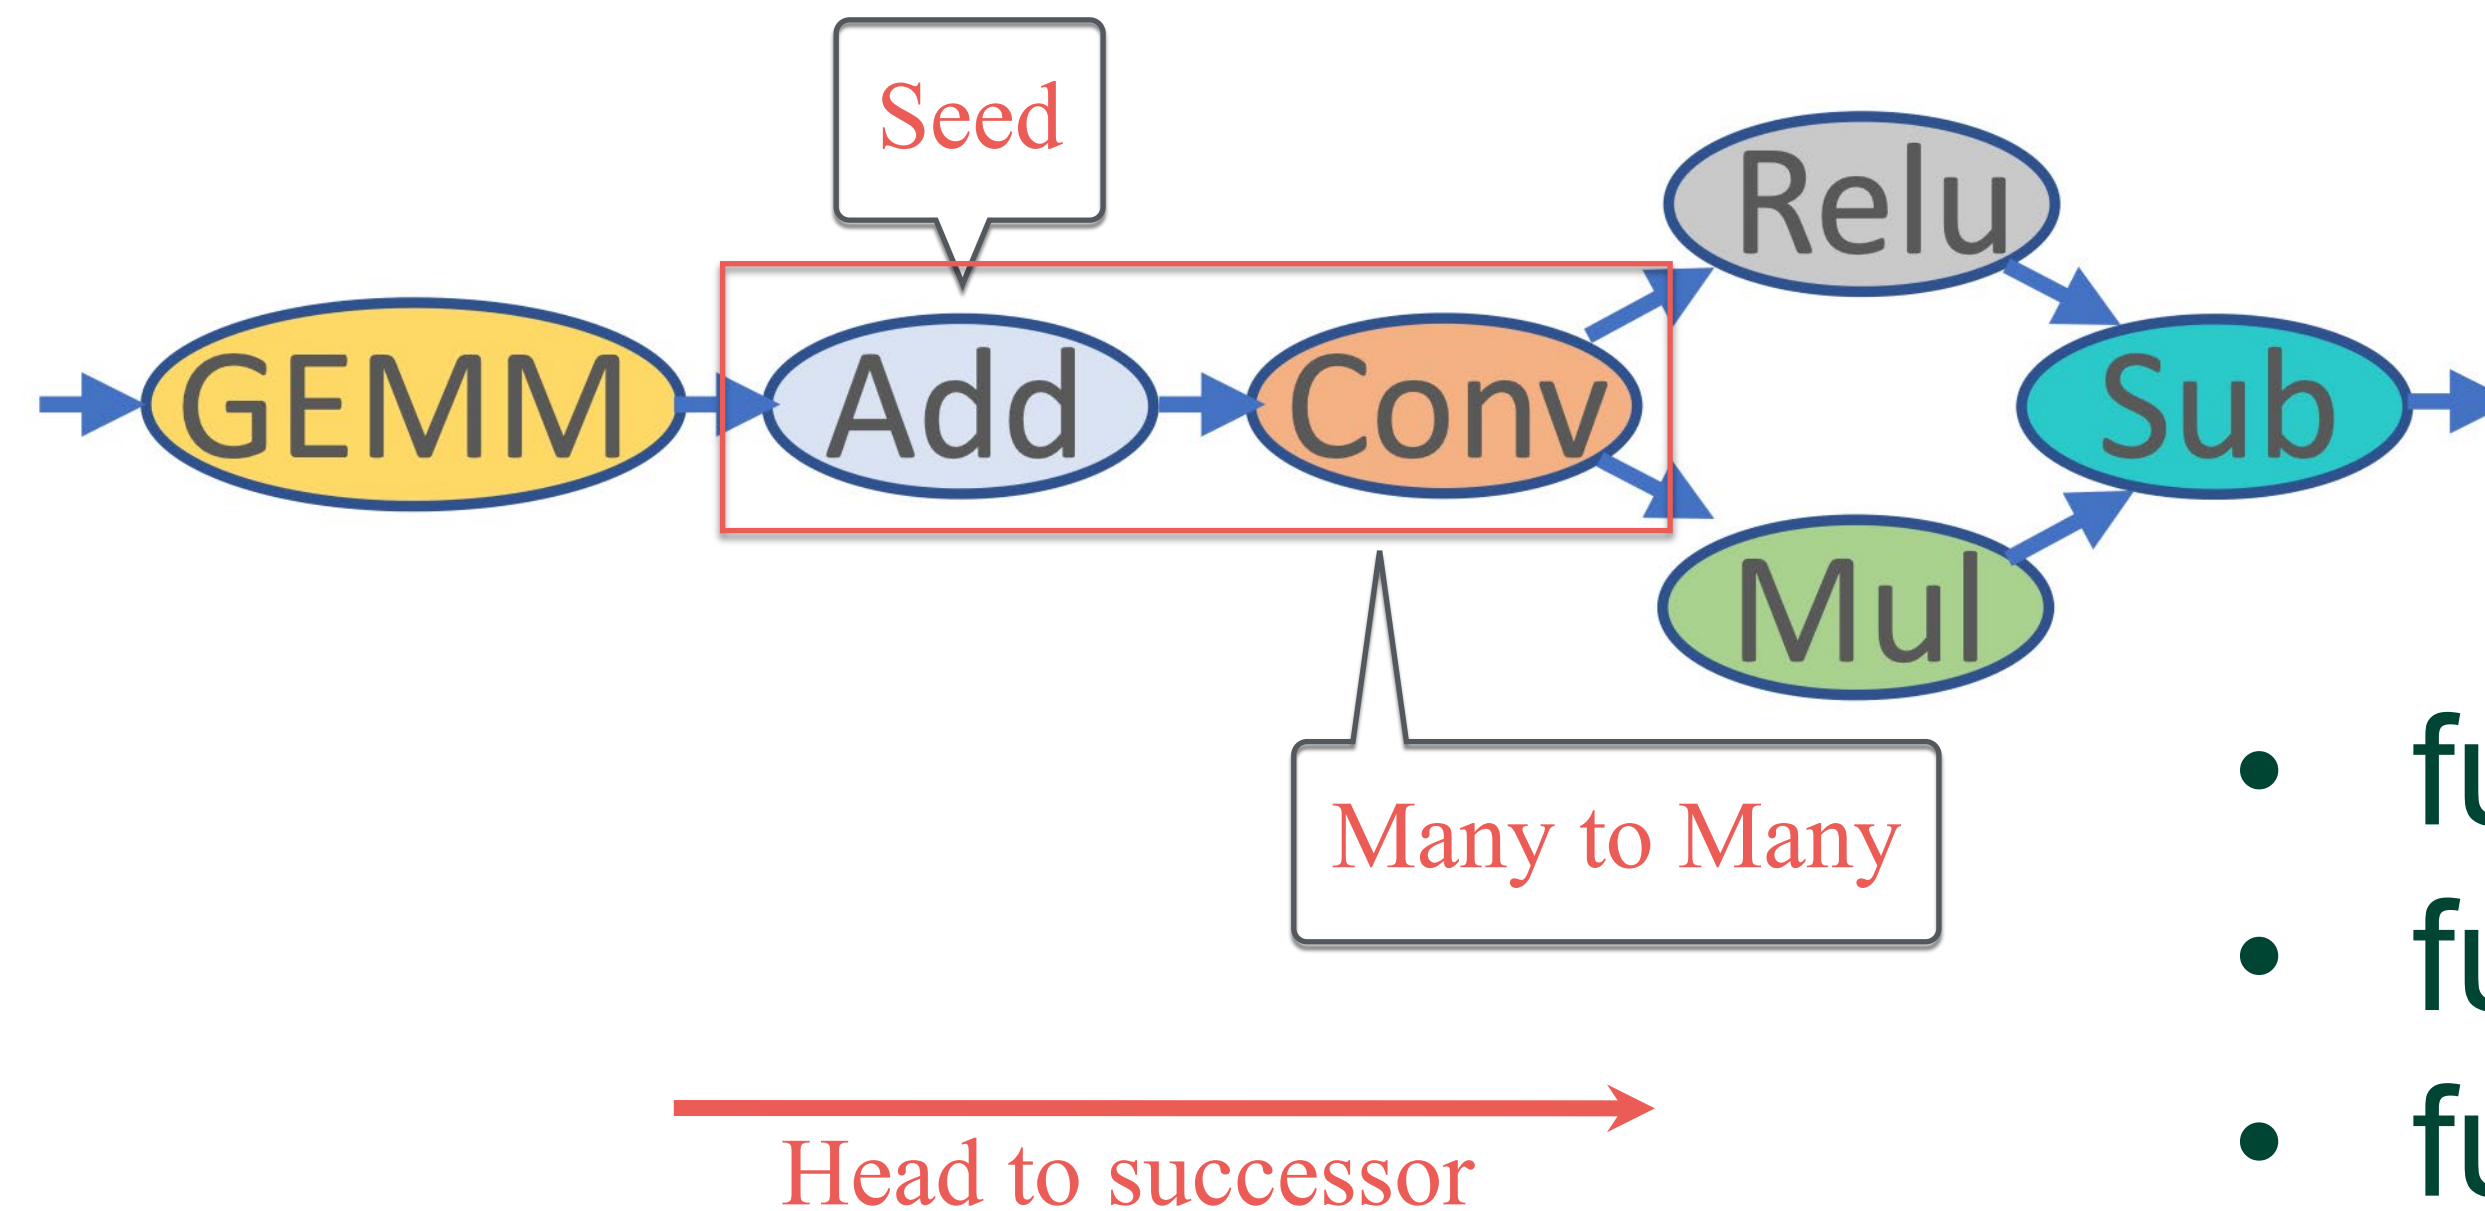 Seed
Relu
GEMM
Add
Conv
Sub
Mul
Many to Many
Head to successor